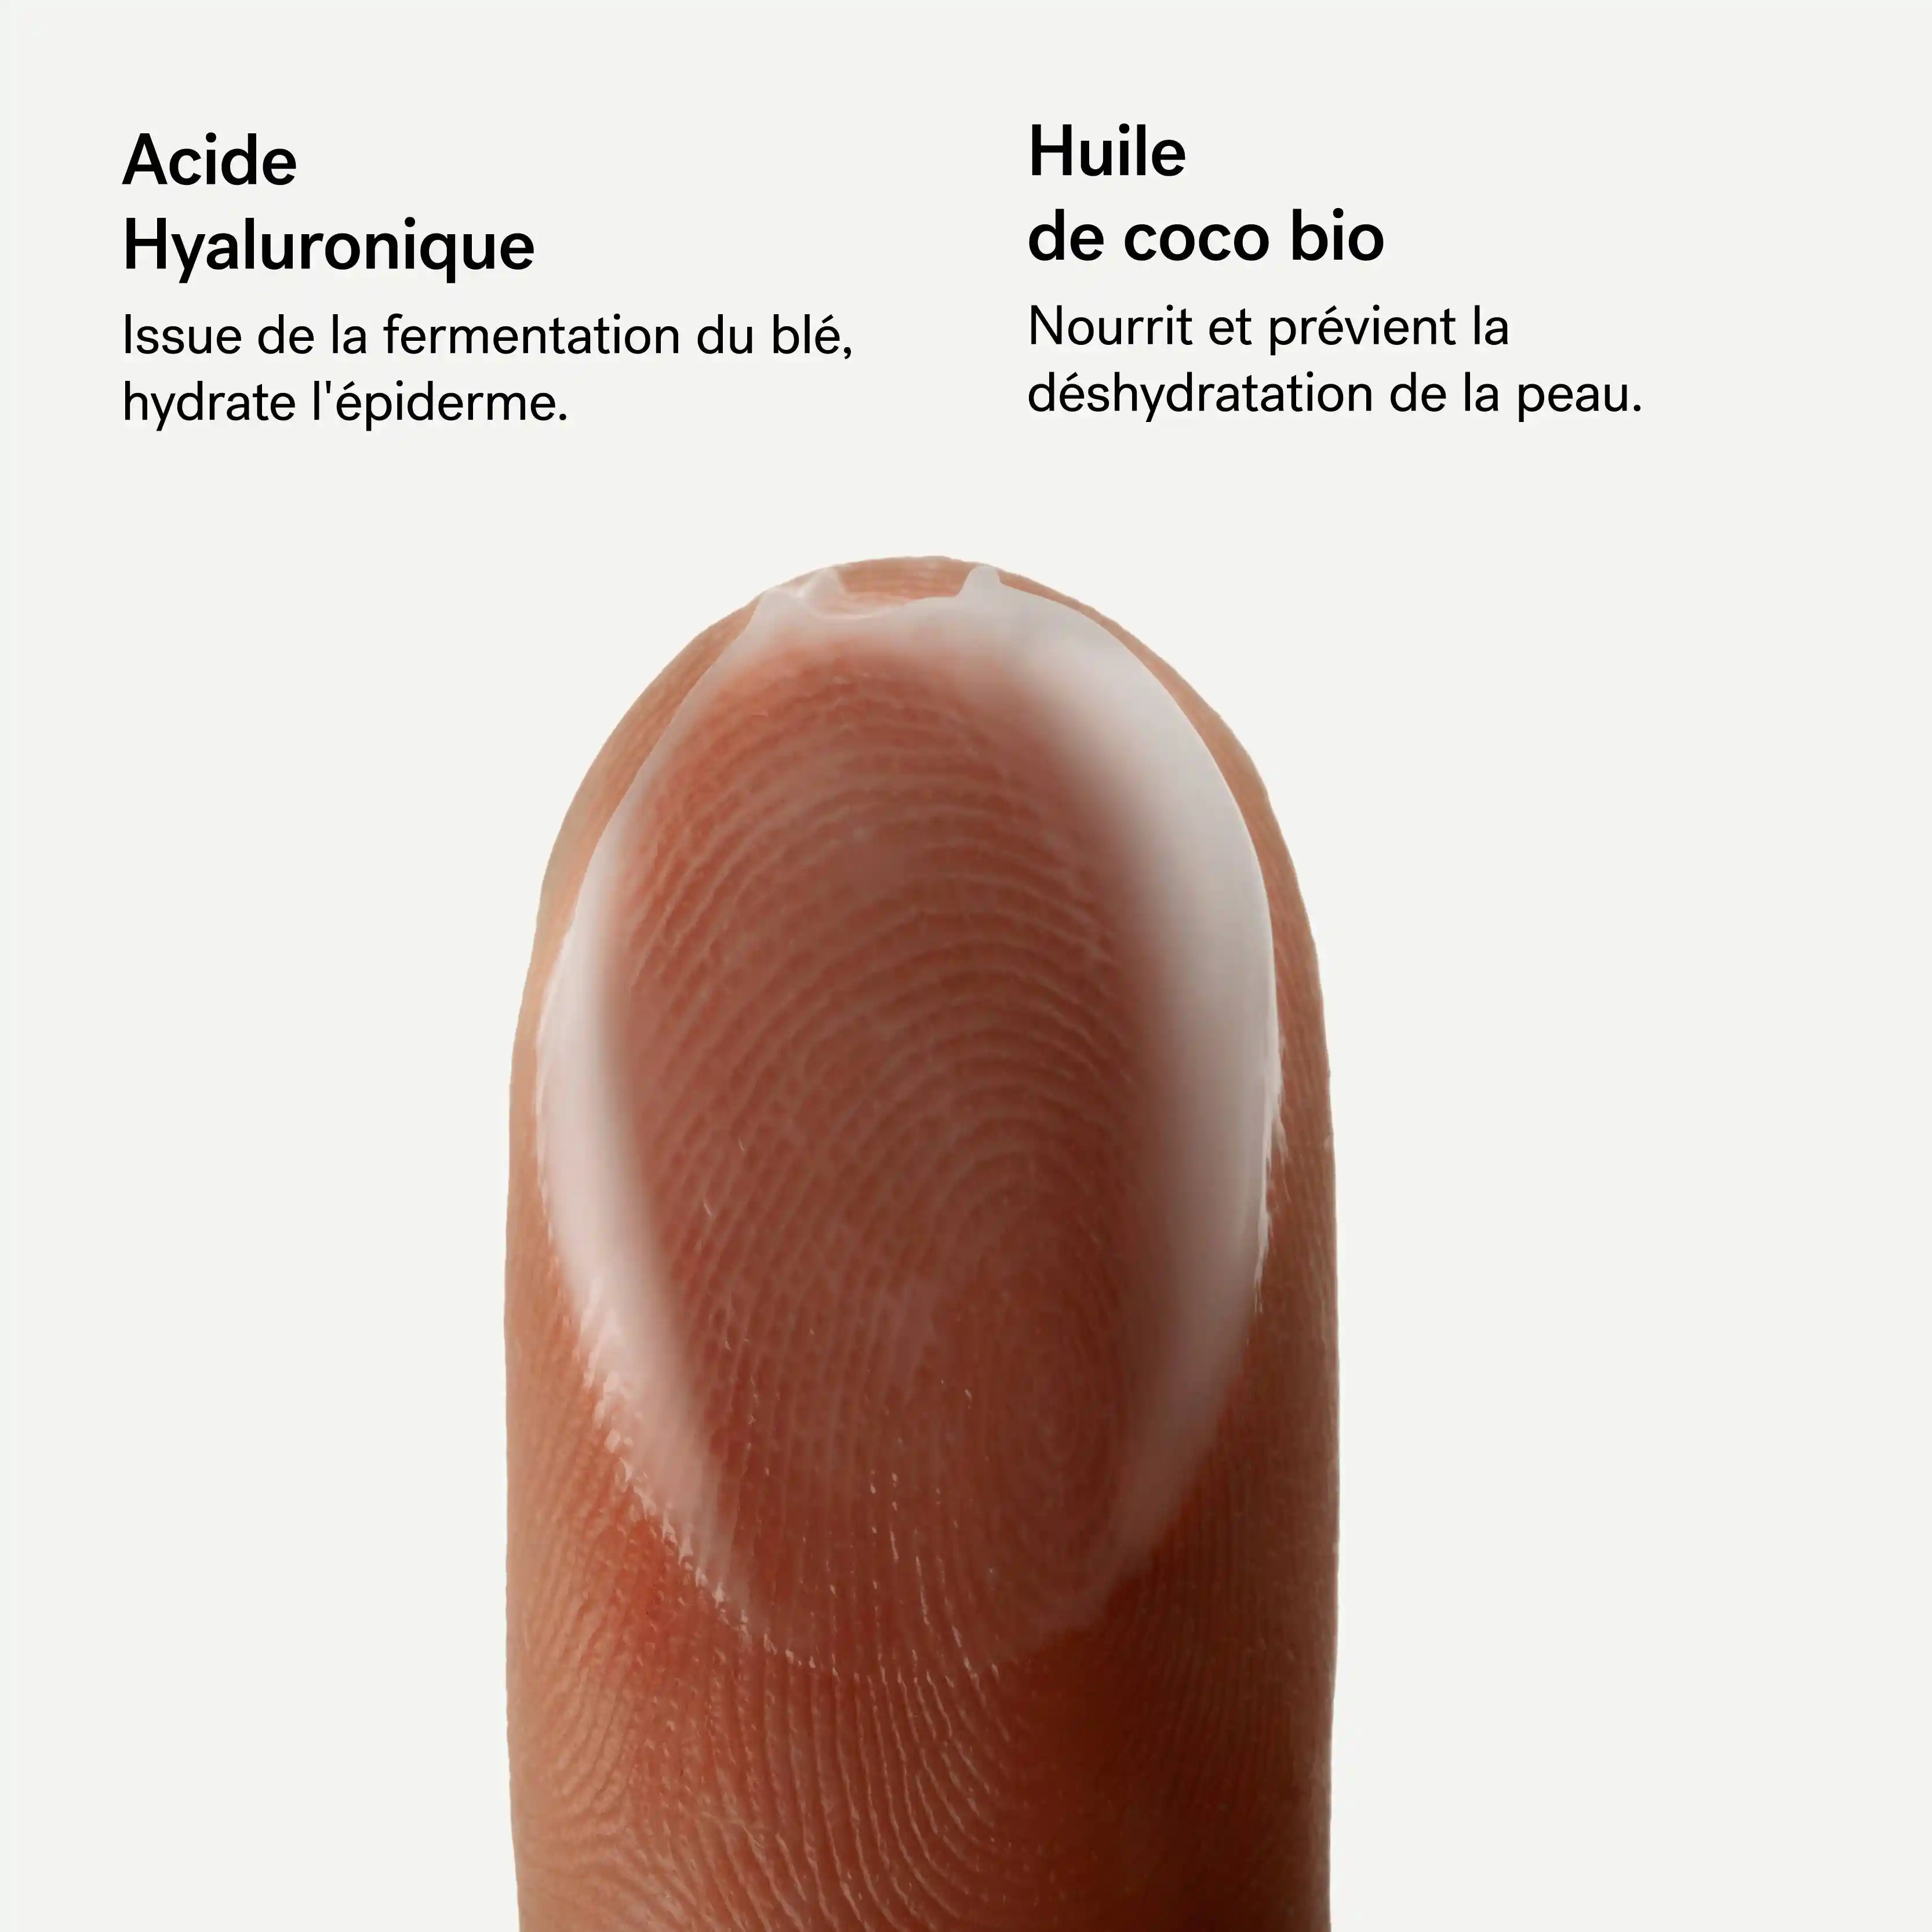 Acide
Hyaluronique
Issue de la fermentation du blé,
hydrate l'épiderme.
Huile
de coco bio
Nourrit et prévient la
déshydratation de la peau.